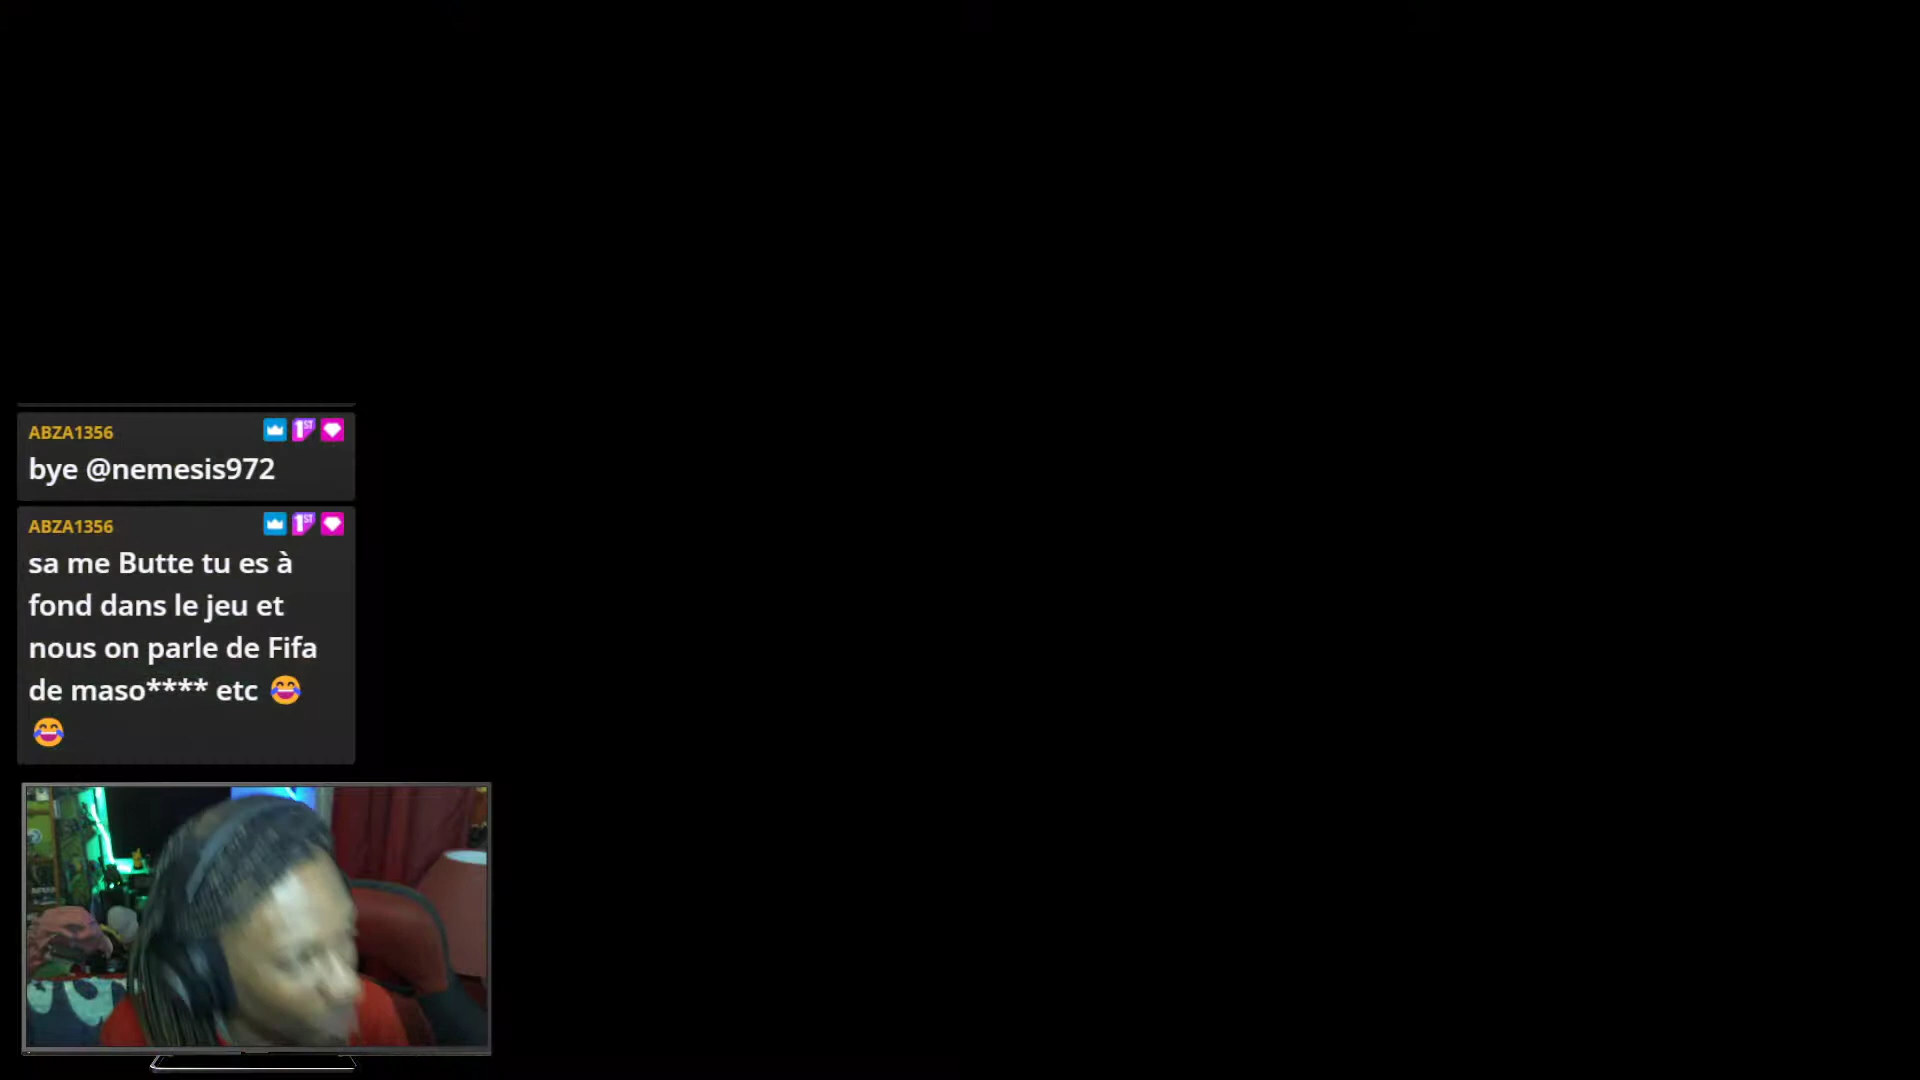 ABZA1356
bye @nemesis972
ABZA1356
sa me Butte tu es à
fond dans le jeu et
nous on parle de Fifa
de maso**** etc 😂
😂